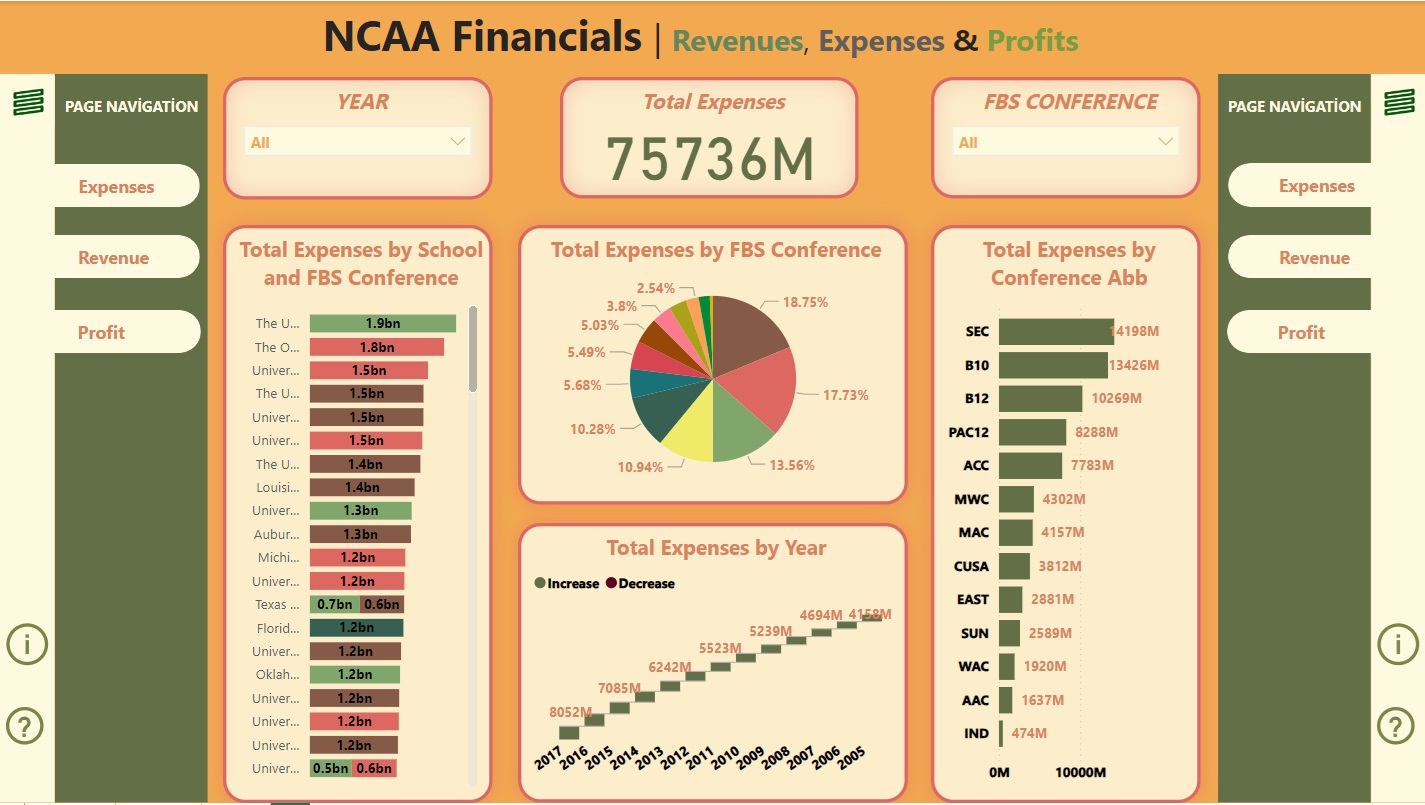 NCAA Financials | Revenues, Expenses & Profits
PAGE NAVİGATİON
Expenses
Revenue
Profit
i
?
YEAR
All
Total Expenses
75736M
FBS CONFERENCE
All
PAGE NAVİGATİON
Expenses
Revenue
Profit
i
?
Total Expenses by School
and FBS Conference
The U... 1.9bn
The O... 1.8bn
Univer... 1.5bn
The U... 1.5bn
Univer... 1.5bn
Univer... 1.5bn
The U... 1.4bn
Louisi... 1.4bn
Univer... 1.3bn
Aubur... 1.3bn
Michi... 1.2bn
Univer... 1.2bn
Texas ... 0.7bn 0.6bn
Florid... 1.2bn
Univer... 1.2bn
Oklah... 1.2bn
Univer... 1.2bn
Univer... 1.2bn
Univer... 1.2bn
Univer... 0.5bn 0.6bn
Total Expenses by FBS Conference
2.54%
3.8%
5.03%
5.49%
5.68%
10.28%
10.94%
18.75%
17.73%
13.56%
Total Expenses by Year
Increase Decrease
8052M
7085M
6242M
5523M
5239M
4694M
4158M
2017 2016 2015 2014 2013 2012 2011 2010 2009 2008 2007 2006 2005
Total Expenses by
Conference Abb
SEC 14198M
B10 13426M
B12 10269M
PAC12 8288M
ACC 7783M
MWC 4302M
MAC 4157M
CUSA 3812M
EAST 2881M
SUN 2589M
WAC 1920M
AAC 1637M
IND 474M
0M 10000M